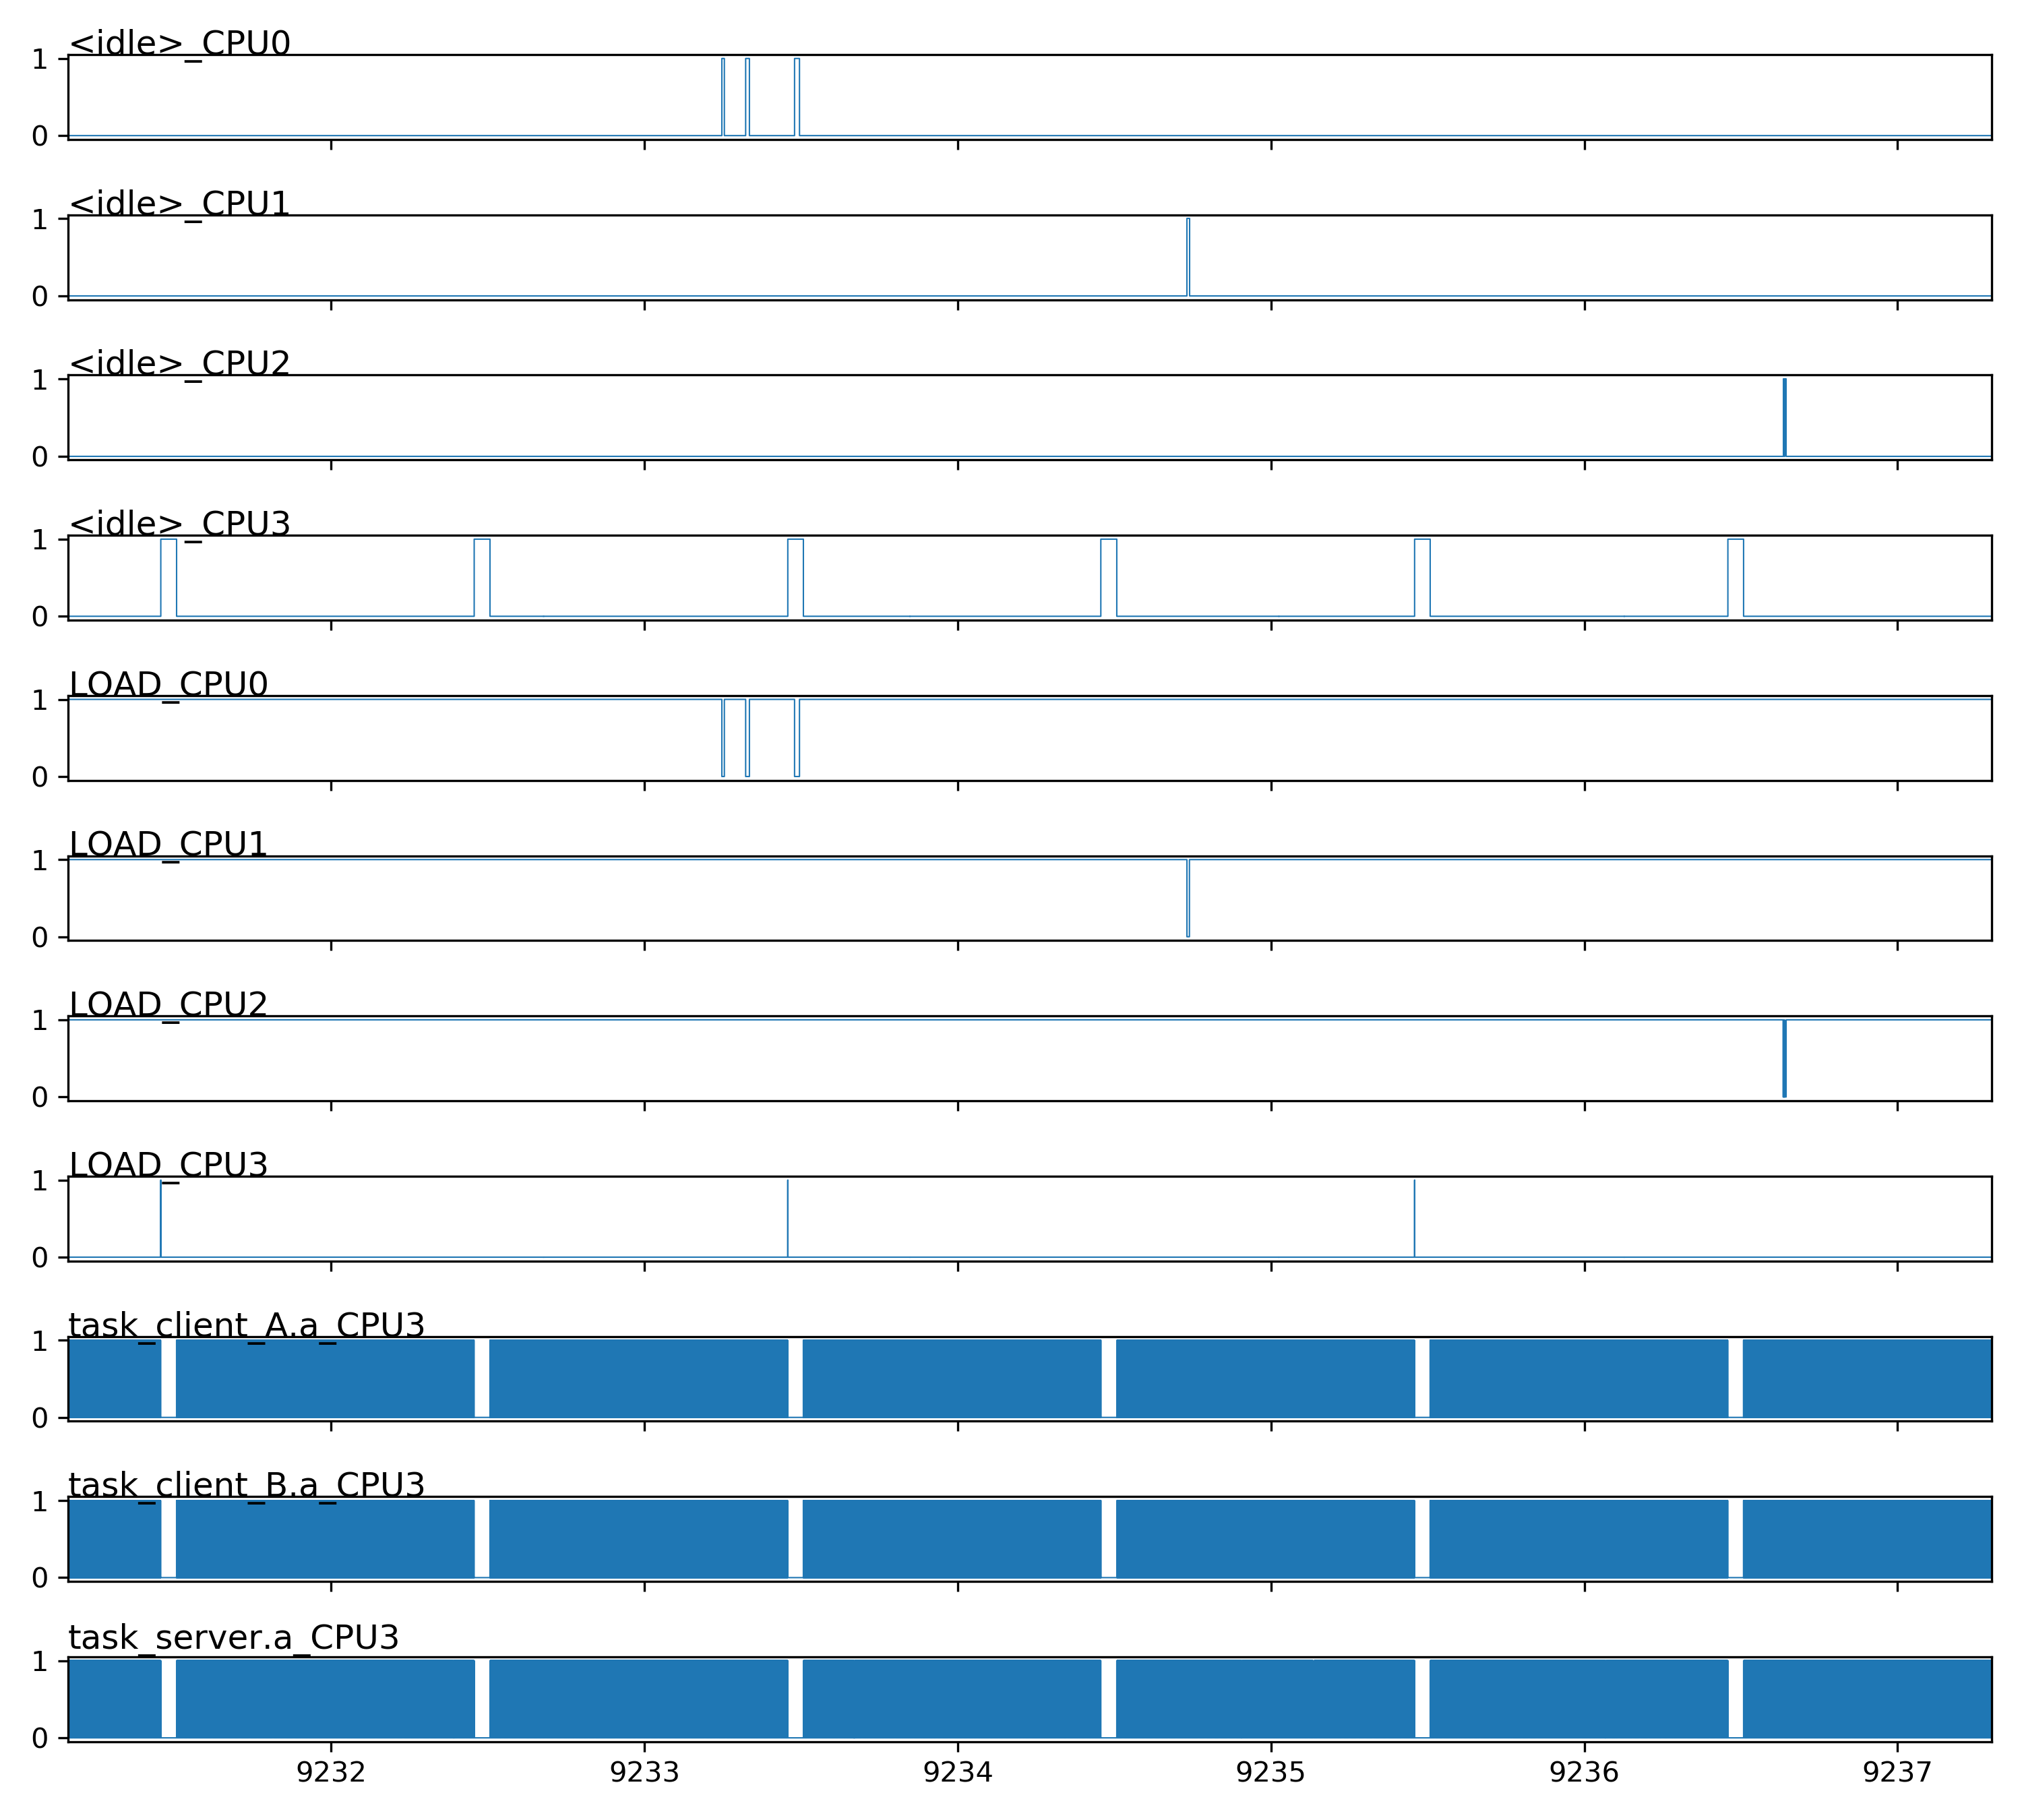 <idle>_CPU0
1
0
<idle>_CPU1
1
0
<idle>_CPU2
1
0
<idle>_CPU3
1
0
LOAD_CPU0
1
0
LOAD_CPU1
1
0
LOAD_CPU2
1
0
LOAD_CPU3
1
0
task_client_A.a_CPU3
1
0
task_client_B.a_CPU3
1
0
task_server.a_CPU3
1
0
9232 9233 9234 9235 9236 9237